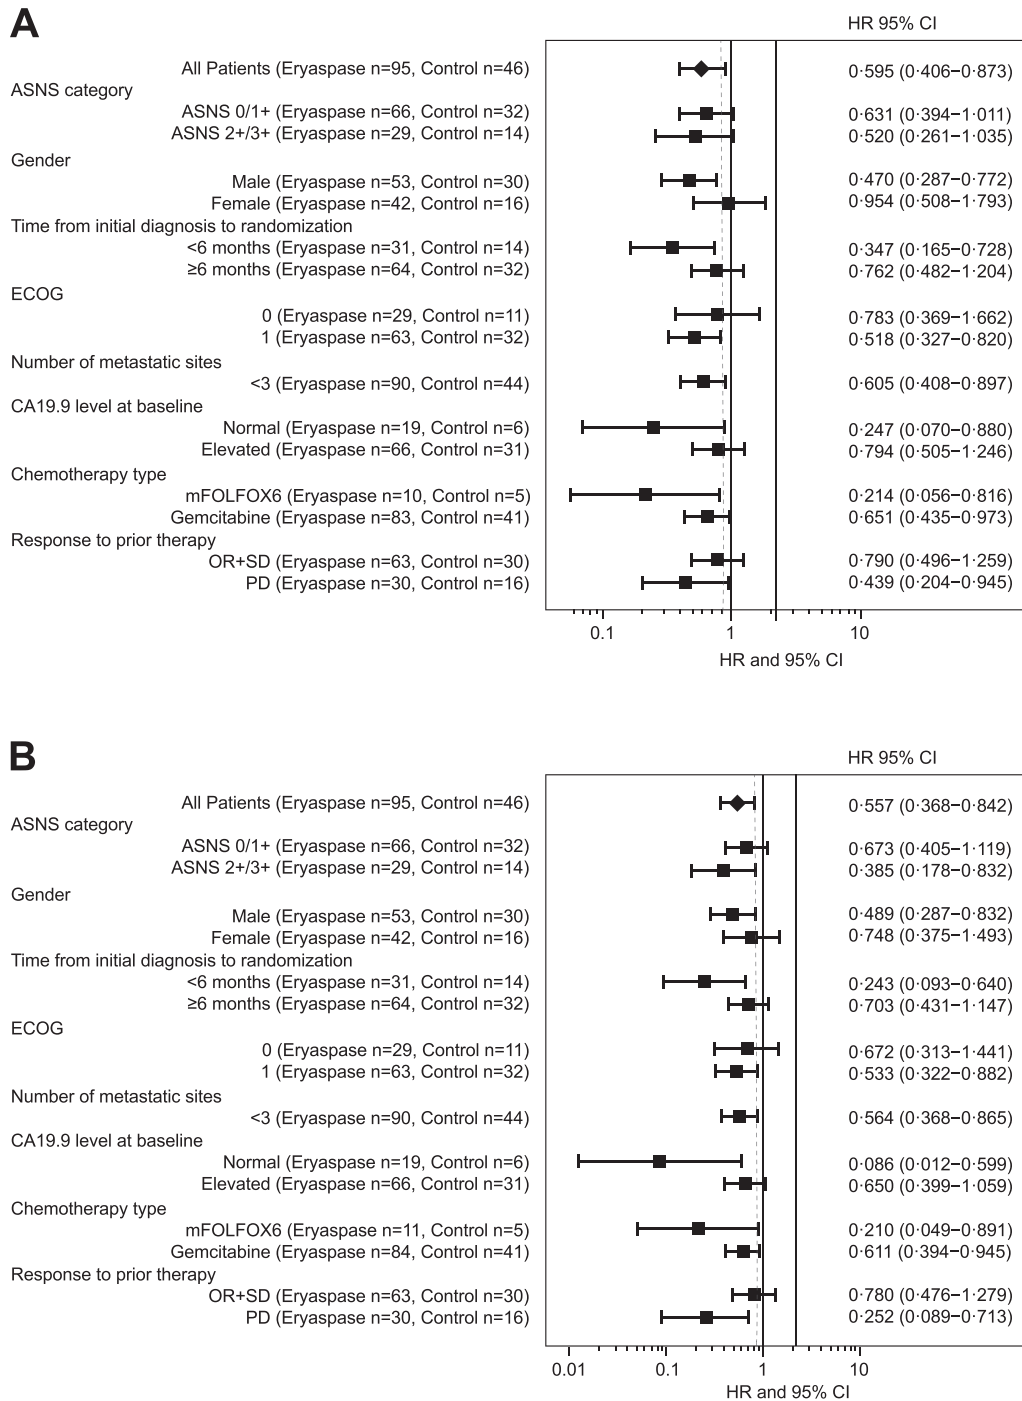 A
HR 95% CI
All Patients (Eryaspase n=95, Control n=46) 0·595 (0·406–0·873)
ASNS category
ASNS 0/1+ (Eryaspase n=66, Control n=32) 0·631 (0·394–1·011)
ASNS 2+/3+ (Eryaspase n=29, Control n=14) 0·520 (0·261–1·035)
Gender
Male (Eryaspase n=53, Control n=30) 0·470 (0·287–0·772)
Female (Eryaspase n=42, Control n=16) 0·954 (0·508–1·793)
Time from initial diagnosis to randomization
<6 months (Eryaspase n=31, Control n=14) 0·347 (0·165–0·728)
≥6 months (Eryaspase n=64, Control n=32) 0·762 (0·482–1·204)
ECOG
0 (Eryaspase n=29, Control n=11) 0·783 (0·369–1·662)
1 (Eryaspase n=63, Control n=32) 0·518 (0·327–0·820)
Number of metastatic sites
<3 (Eryaspase n=90, Control n=44) 0·605 (0·408–0·897)
CA19.9 level at baseline
Normal (Eryaspase n=19, Control n=6) 0·247 (0·070–0·880)
Elevated (Eryaspase n=66, Control n=31) 0·794 (0·505–1·246)
Chemotherapy type
mFOLFOX6 (Eryaspase n=10, Control n=5) 0·214 (0·056–0·816)
Gemcitabine (Eryaspase n=83, Control n=41) 0·651 (0·435–0·973)
Response to prior therapy
OR+SD (Eryaspase n=63, Control n=30) 0·790 (0·496–1·259)
PD (Eryaspase n=30, Control n=16) 0·439 (0·204–0·945)
0.1 1 10
HR and 95% CI
B
HR 95% CI
All Patients (Eryaspase n=95, Control n=46) 0·557 (0·368–0·842)
ASNS category
ASNS 0/1+ (Eryaspase n=66, Control n=32) 0·673 (0·405–1·119)
ASNS 2+/3+ (Eryaspase n=29, Control n=14) 0·385 (0·178–0·832)
Gender
Male (Eryaspase n=53, Control n=30) 0·489 (0·287–0·832)
Female (Eryaspase n=42, Control n=16) 0·748 (0·375–1·493)
Time from initial diagnosis to randomization
<6 months (Eryaspase n=31, Control n=14) 0·243 (0·093–0·640)
≥6 months (Eryaspase n=64, Control n=32) 0·703 (0·431–1·147)
ECOG
0 (Eryaspase n=29, Control n=11) 0·672 (0·313–1·441)
1 (Eryaspase n=63, Control n=32) 0·533 (0·322–0·882)
Number of metastatic sites
<3 (Eryaspase n=90, Control n=44) 0·564 (0·368–0·865)
CA19.9 level at baseline
Normal (Eryaspase n=19, Control n=6) 0·086 (0·012–0·599)
Elevated (Eryaspase n=66, Control n=31) 0·650 (0·399–1·059)
Chemotherapy type
mFOLFOX6 (Eryaspase n=11, Control n=5) 0·210 (0·049–0·891)
Gemcitabine (Eryaspase n=84, Control n=41) 0·611 (0·394–0·945)
Response to prior therapy
OR+SD (Eryaspase n=63, Control n=30) 0·780 (0·476–1·279)
PD (Eryaspase n=30, Control n=16) 0·252 (0·089–0·713)
0.01 0.1 1 10
HR and 95% CI